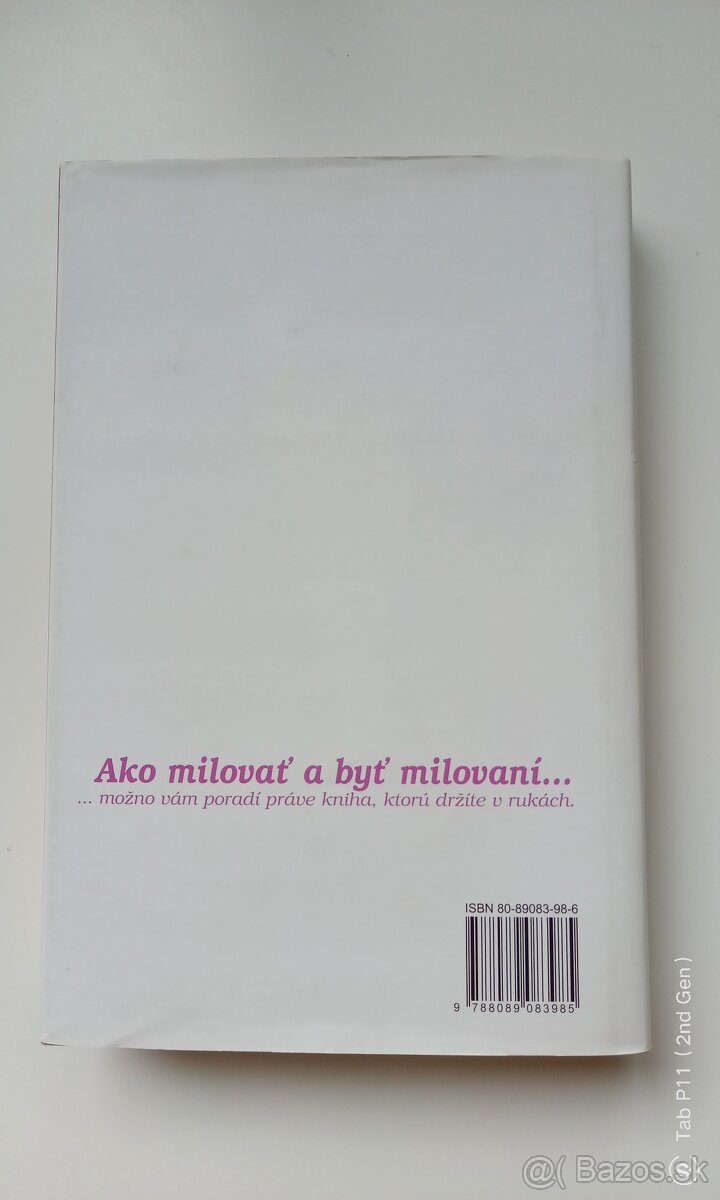 Ako milovať a byť milovaní...
... možno vám poradí práve kniha, ktorú držíte v rukách.
ISBN 80-89083-98-6
9 788089 083985
Tab P11 (2nd Gen)
@( Bazos.sk